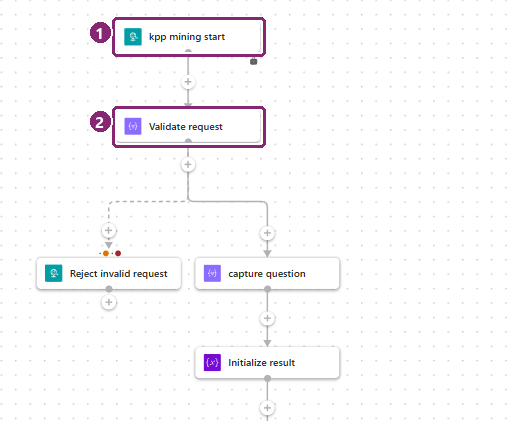 1
kpp mining start
2
Validate request
Reject invalid request
capture question
Initialize result